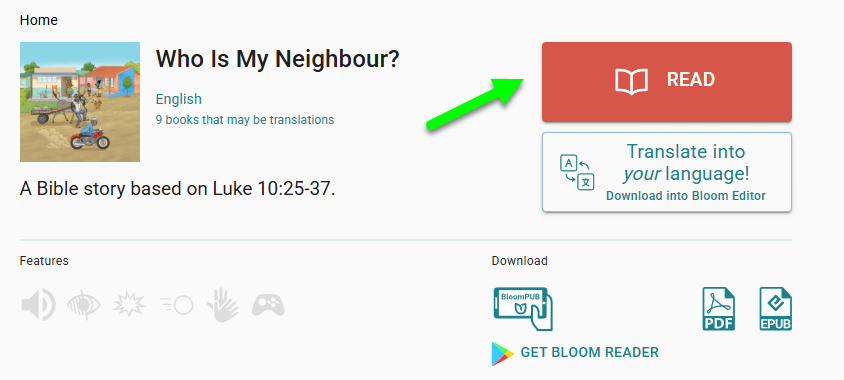 Home
Who Is My Neighbour?
English
9 books that may be translations
READ
A
文
Translate into
your language!
Download into Bloom Editor
A Bible story based on Luke 10:25-37.
Features
Download
BloomPUB
PDF
EPUB
GET BLOOM READER